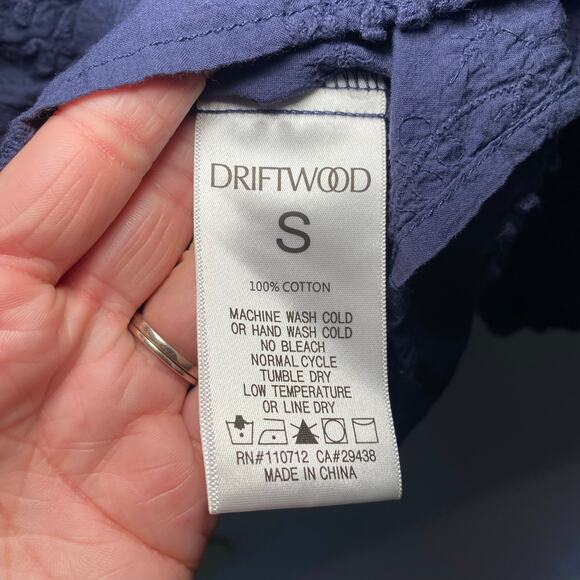 DRIFTWOOD
S
100% COTTON
MACHINE WASH COLD
OR HAND WASH COLD
NO BLEACH
NORMAL CYCLE
TUMBLE DRY
LOW TEMPERATURE
OR LINE DRY
RN#110712 CA#29438
MADE IN CHINA